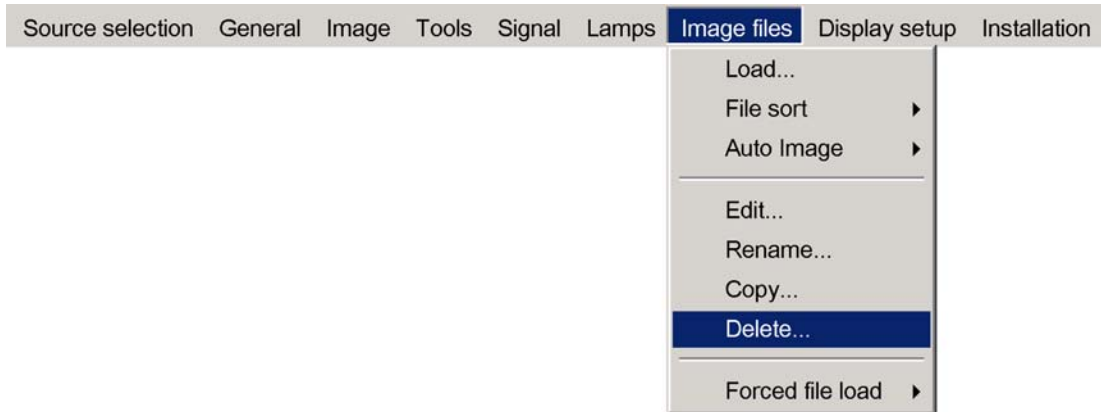 Source selection General Image Tools Signal Lamps Image files Display setup Installation
Load...
File sort
Auto Image
Edit...
Rename...
Copy...
Delete...
Forced file load